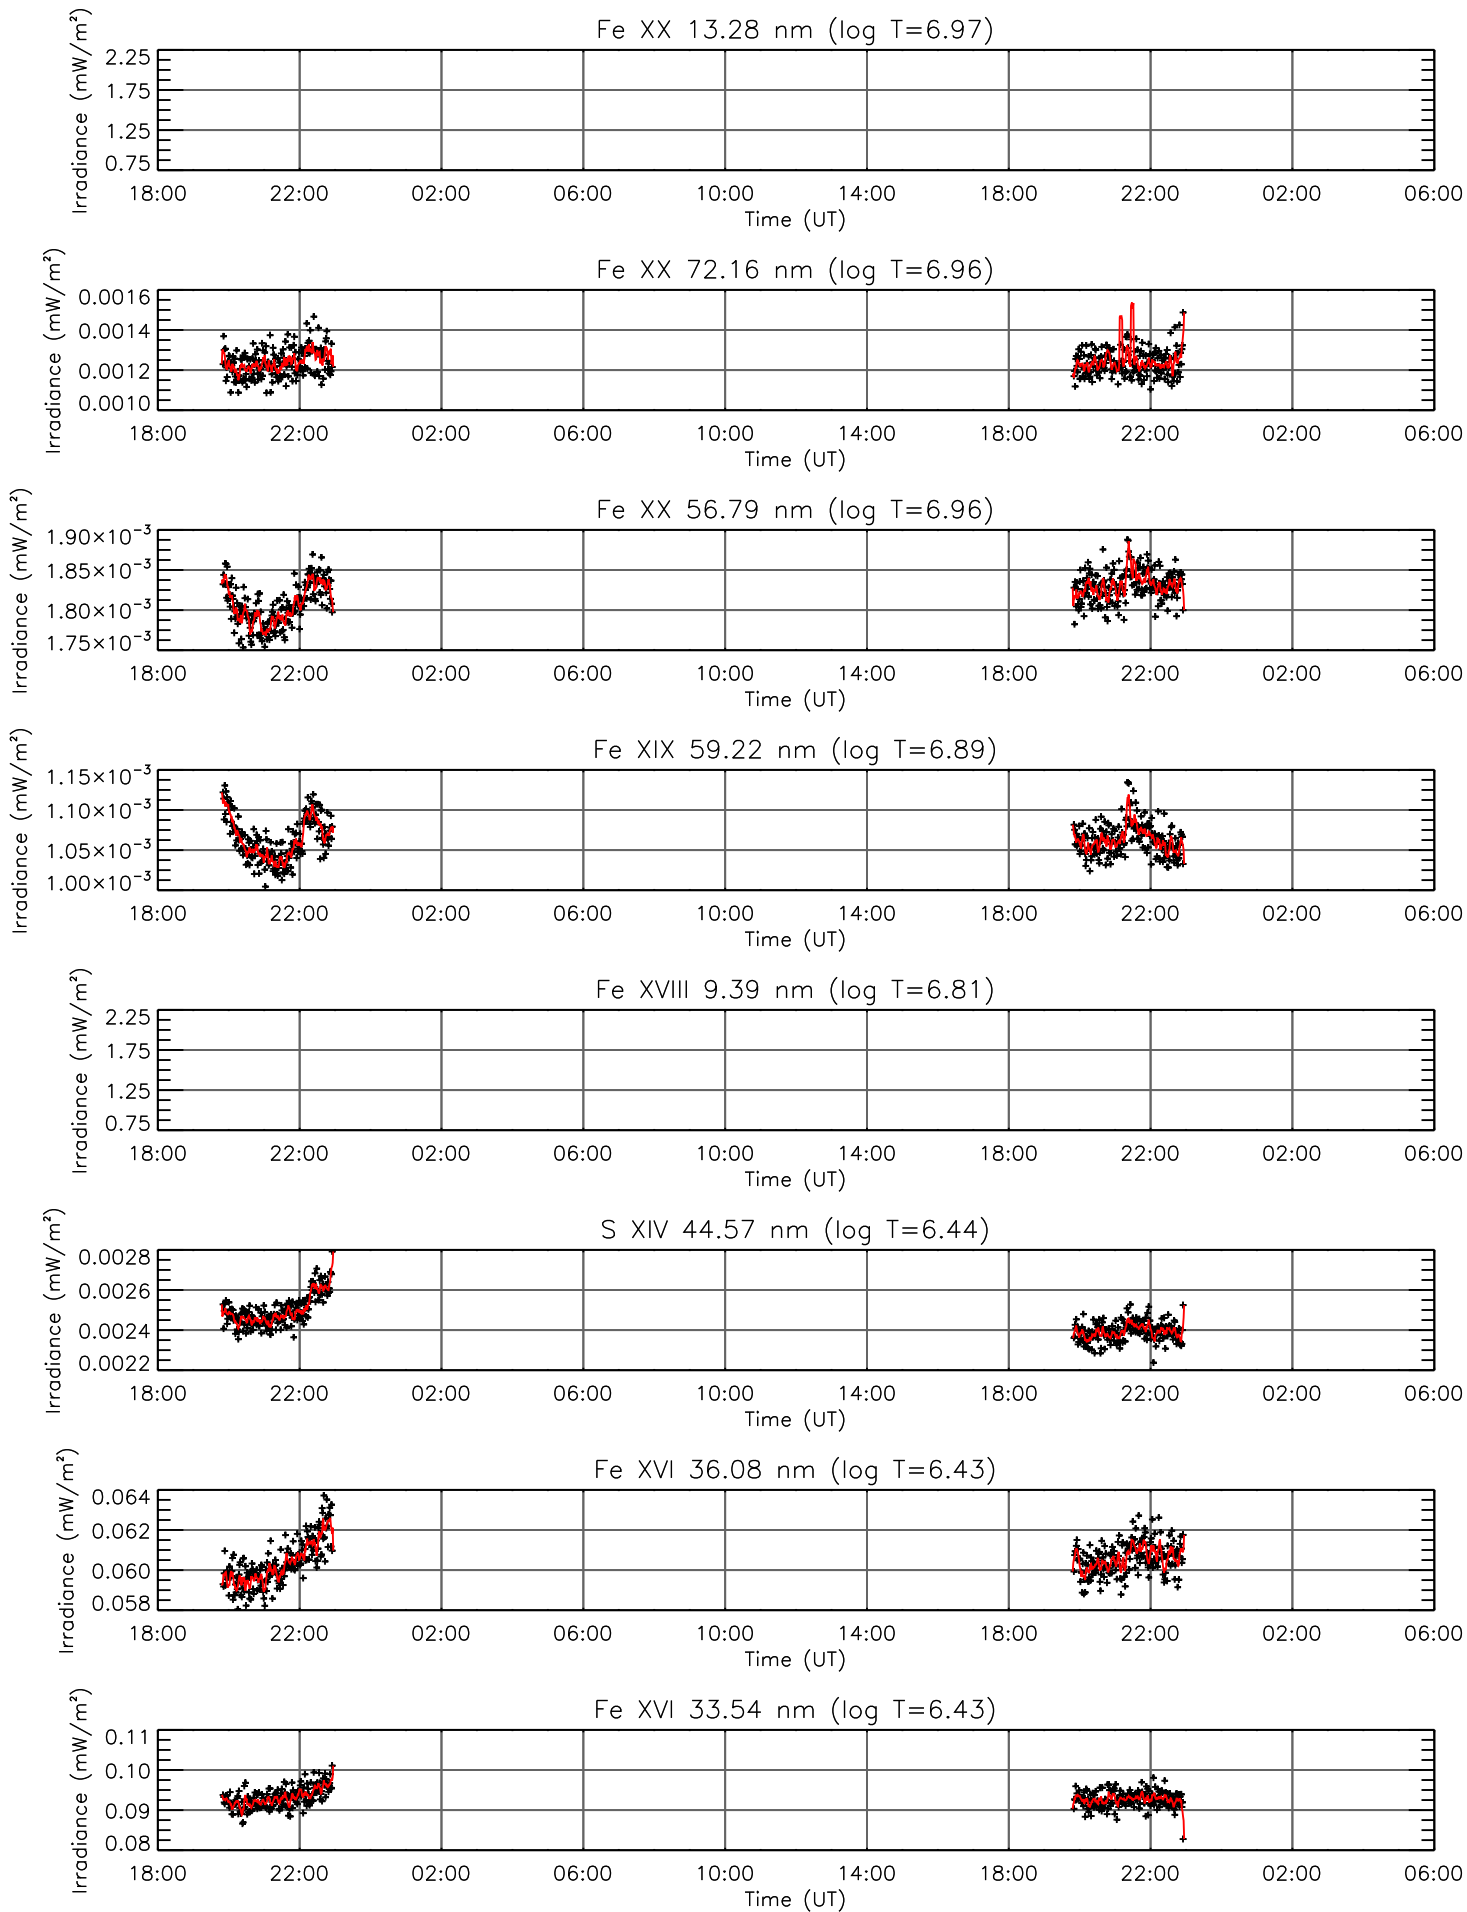 Fe XX 13.28 nm (log T=6.97)
Irradiance (mW/m²)
2.25
1.75
1.25
0.75
18:00 22:00 02:00 06:00 10:00 14:00 18:00 22:00 02:00 06:00
Time (UT)
Fe XX 72.16 nm (log T=6.96)
Irradiance (mW/m²)
0.0016
0.0014
0.0012
0.0010
18:00 22:00 02:00 06:00 10:00 14:00 18:00 22:00 02:00 06:00
Time (UT)
Fe XX 56.79 nm (log T=6.96)
Irradiance (mW/m²)
1.90×10⁻³
1.85×10⁻³
1.80×10⁻³
1.75×10⁻³
18:00 22:00 02:00 06:00 10:00 14:00 18:00 22:00 02:00 06:00
Time (UT)
Fe XIX 59.22 nm (log T=6.89)
Irradiance (mW/m²)
1.15×10⁻³
1.10×10⁻³
1.05×10⁻³
1.00×10⁻³
18:00 22:00 02:00 06:00 10:00 14:00 18:00 22:00 02:00 06:00
Time (UT)
Fe XVIII 9.39 nm (log T=6.81)
Irradiance (mW/m²)
2.25
1.75
1.25
0.75
18:00 22:00 02:00 06:00 10:00 14:00 18:00 22:00 02:00 06:00
Time (UT)
S XIV 44.57 nm (log T=6.44)
Irradiance (mW/m²)
0.0028
0.0026
0.0024
0.0022
18:00 22:00 02:00 06:00 10:00 14:00 18:00 22:00 02:00 06:00
Time (UT)
Fe XVI 36.08 nm (log T=6.43)
Irradiance (mW/m²)
0.064
0.062
0.060
0.058
18:00 22:00 02:00 06:00 10:00 14:00 18:00 22:00 02:00 06:00
Time (UT)
Fe XVI 33.54 nm (log T=6.43)
Irradiance (mW/m²)
0.11
0.10
0.09
0.08
18:00 22:00 02:00 06:00 10:00 14:00 18:00 22:00 02:00 06:00
Time (UT)